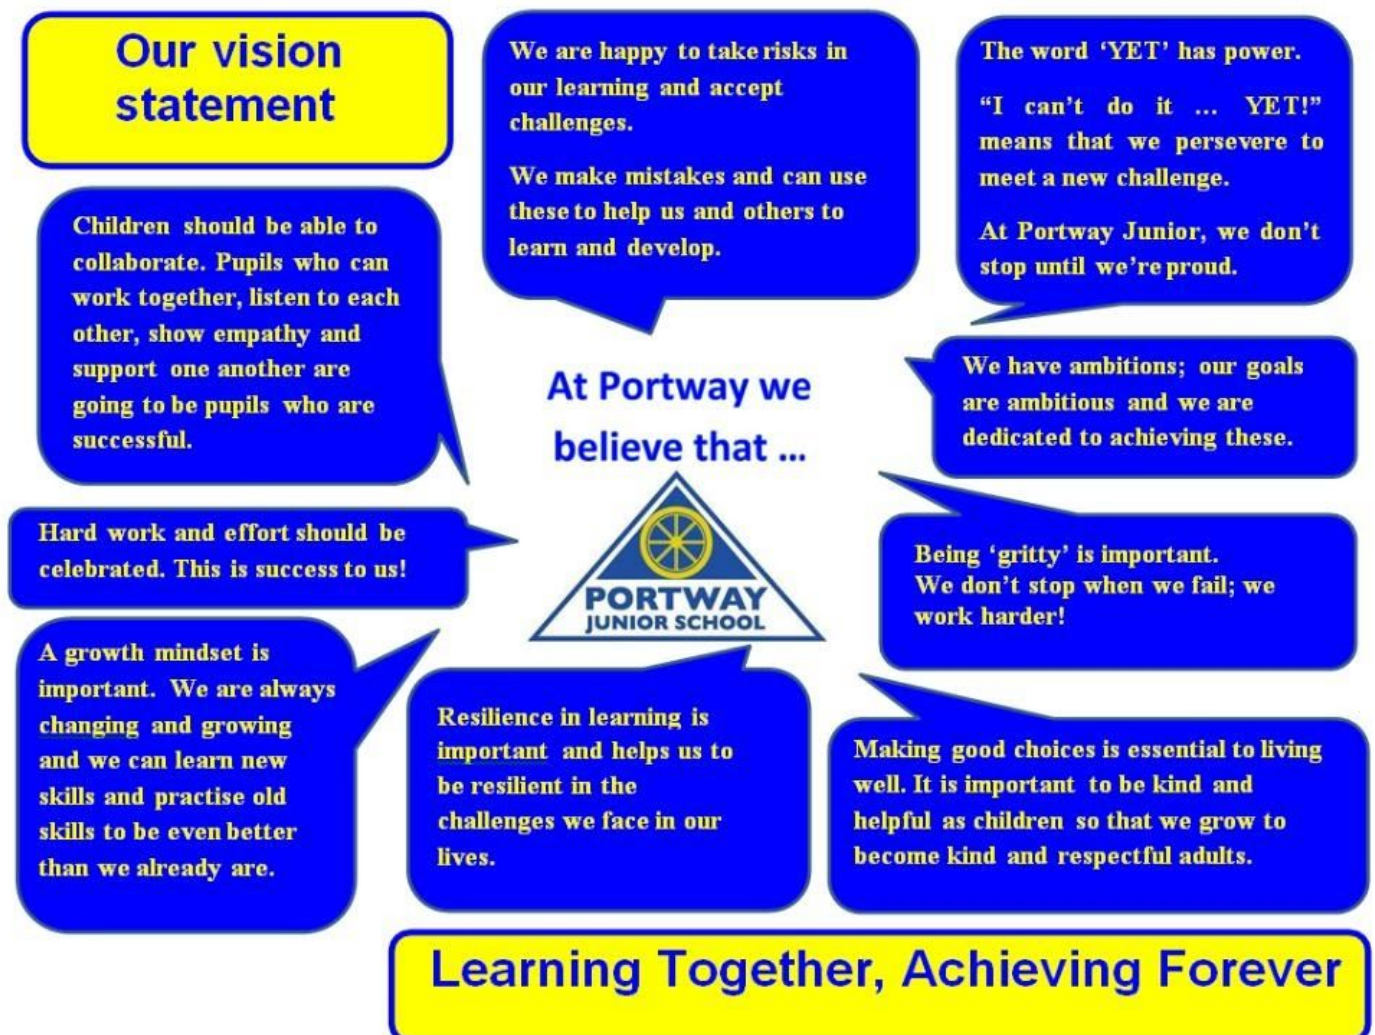 Our vision
statement
We are happy to take risks in
our learning and accept
challenges.
We make mistakes and can use
these to help us and others to
learn and develop.
The word ‘YET’ has power.
“I can’t do it ... YET!”
means that we persevere to
meet a new challenge.
At Portway Junior, we don’t
stop until we’re proud.
Children should be able to
collaborate. Pupils who can
work together, listen to each
other, show empathy and
support one another are
going to be pupils who are
successful.
At Portway we
believe that ...
We have ambitions; our goals
are ambitious and we are
dedicated to achieving these.
Hard work and effort should be
celebrated. This is success to us!
PORTWAY
JUNIOR SCHOOL
Being ‘gritty’ is important.
We don’t stop when we fail; we
work harder!
A growth mindset is
important. We are always
changing and growing
and we can learn new
skills and practise old
skills to be even better
than we already are.
Resilience in learning is
important and helps us to
be resilient in the
challenges we face in our
lives.
Making good choices is essential to living
well. It is important to be kind and
helpful as children so that we grow to
become kind and respectful adults.
Learning Together, Achieving Forever